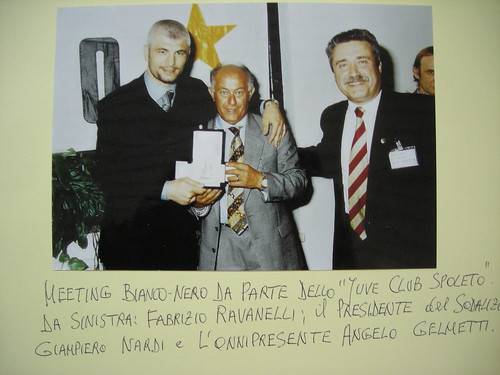 MEETING BIANCO-NERO DA PARTE DELLO "JUVE CLUB SPOLETO".
DA SINISTRA: FABRIZIO RAVANELLI; il PRESIDENTE del SODALIZI
GIAMPIERO NARDI e L'ONNIPRESENTE ANGELO GELMETTI.